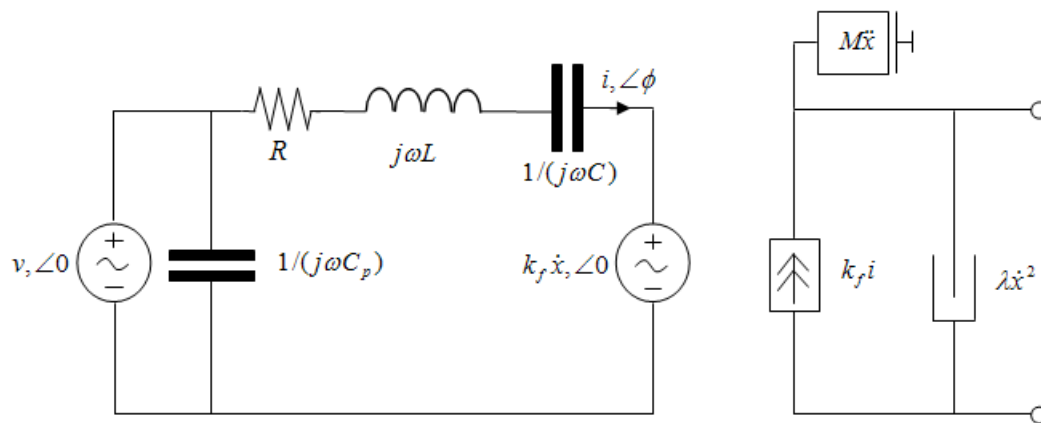 Mẍ
i,∠ϕ
R
jωL
1/(jωC)
+
v,∠0
−
1/(jωC_p)
+
k_f ẋ,∠0
−
k_f i
λẋ²